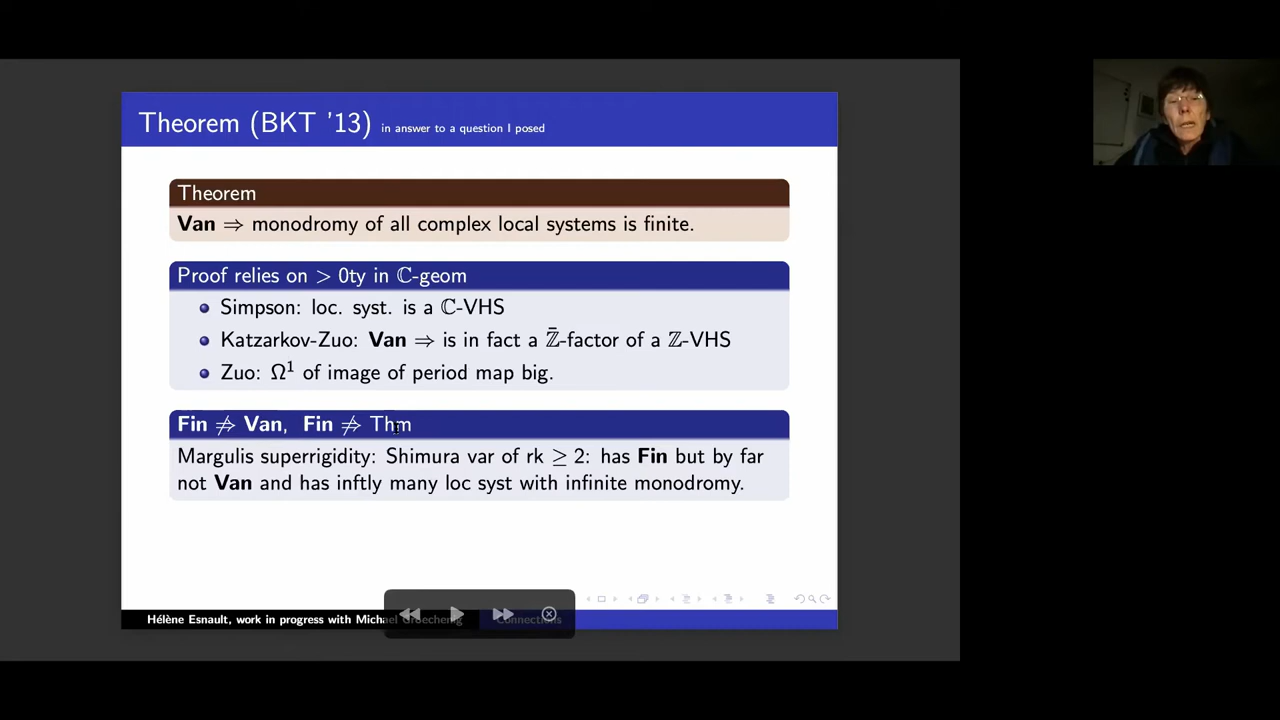 Theorem (BKT '13) in answer to a question I posed
Theorem
Van ⇒ monodromy of all complex local systems is finite.
Proof relies on > 0ty in ℂ-geom
Simpson: loc. syst. is a ℂ-VHS
Katzarkov-Zuo: Van ⇒ is in fact a ℤ̄-factor of a ℤ-VHS
Zuo: Ω¹ of image of period map big.
Fin ⇏ Van, Fin ⇏ Thm
Margulis superrigidity: Shimura var of rk ≥ 2: has Fin but by far
not Van and has inftly many loc syst with infinite monodromy.
Hélène Esnault, work in progress with Michael Groechenig
Connections